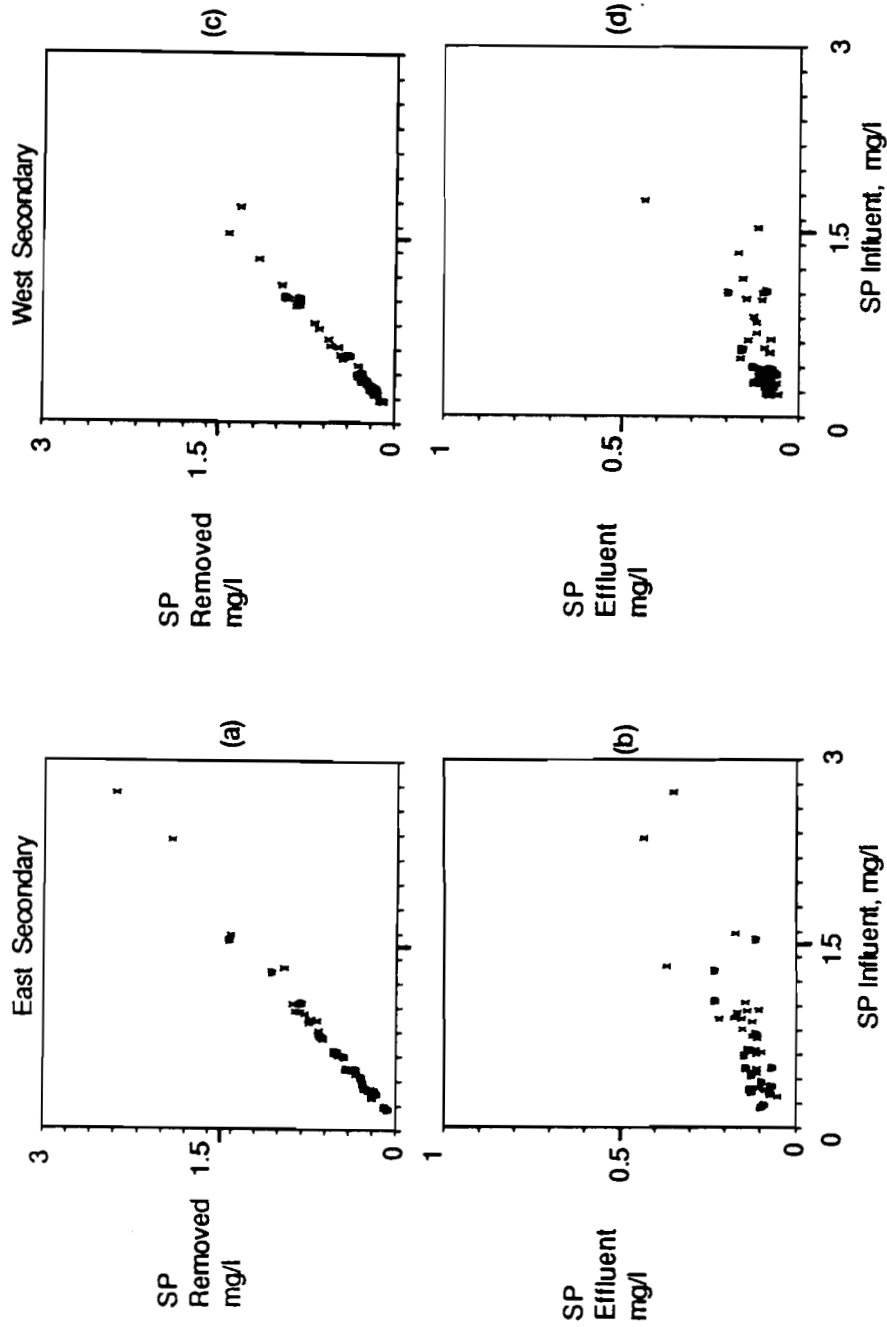 East Secondary
3
1.5
0
SP
Removed
mg/l
(a)
1
0.5
0
SP
Effluent
mg/l
(b)
0
1.5
3
SP Influent, mg/l
West Secondary
3
1.5
0
SP
Removed
mg/l
(c)
1
0.5
0
SP
Effluent
mg/l
(d)
0
1.5
3
SP Influent, mg/l